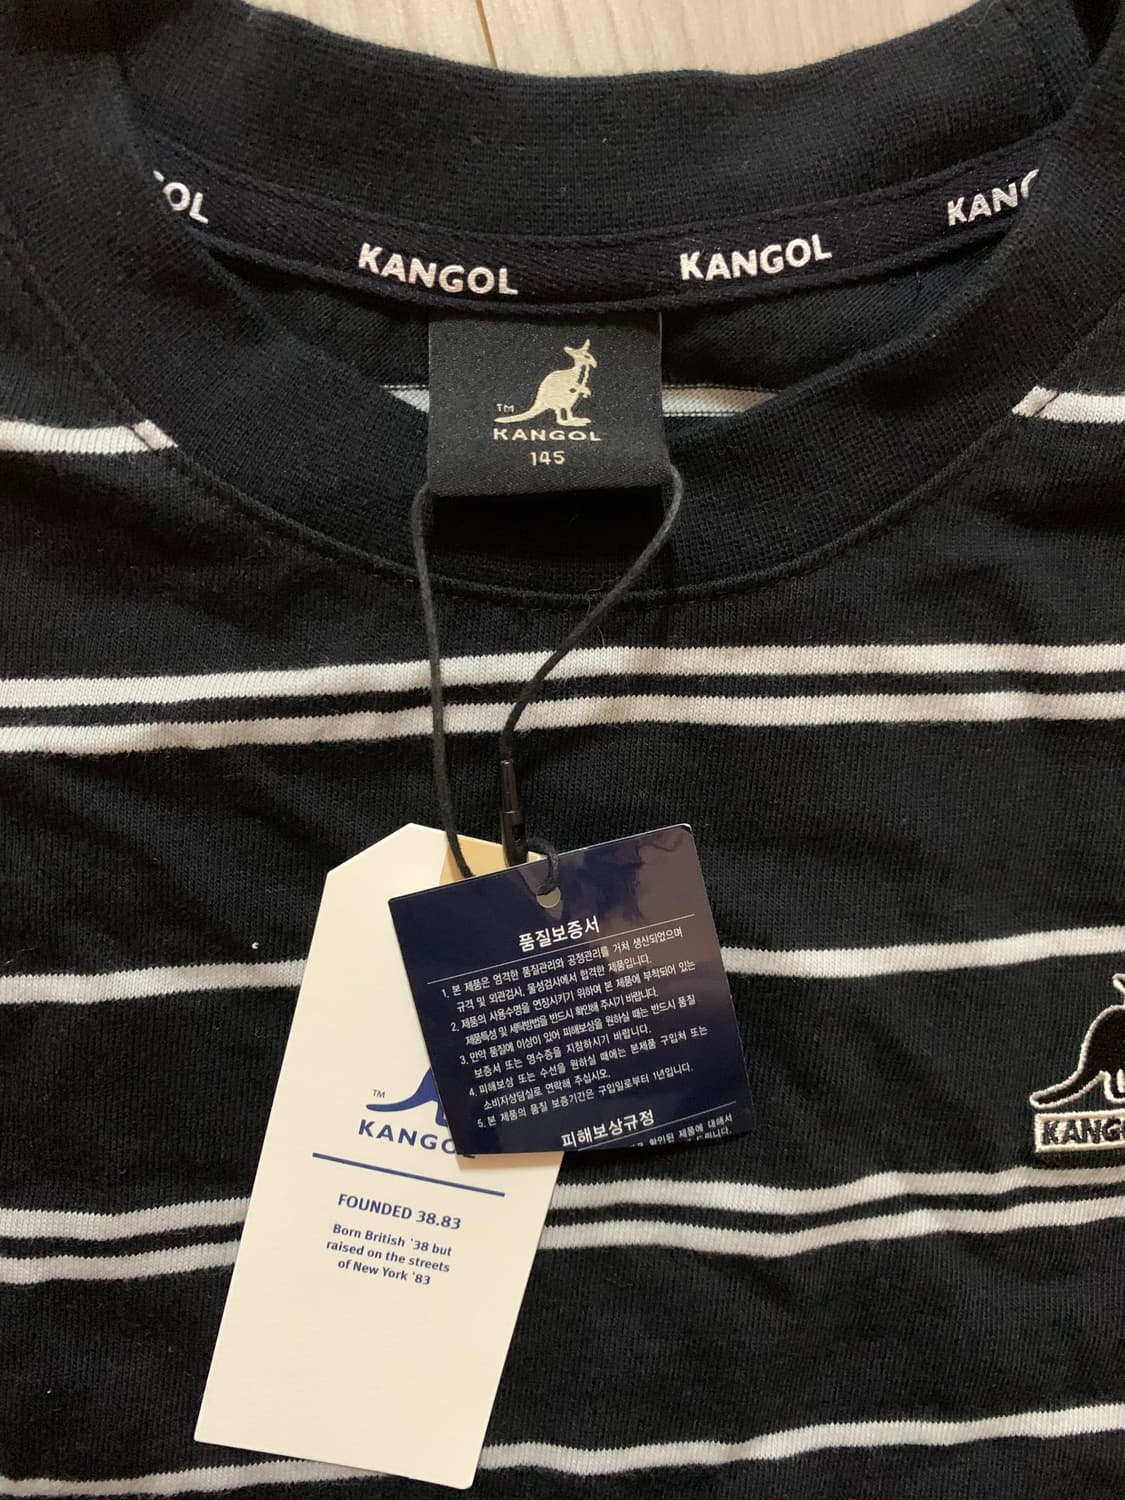 KANGOL
KANGOL
TM
KANGOL
145
품질보증서
1. 본 제품은 엄격한 품질관리와 공정관리를 거쳐 생산되었으며
규격 및 외관검사, 물성검사에서 합격한 제품입니다.
2. 제품의 사용수명을 연장시키기 위하여 본 제품에 부착되어 있는
제품특성 및 세탁방법을 반드시 확인해 주시기 바랍니다.
3. 만약 품질에 이상이 있어 피해보상을 원하실 때는 반드시 품질
보증서 또는 영수증을 지참하시기 바랍니다.
4. 피해보상 또는 수선을 원하실 때에는 본제품 구입처 또는
소비자상담실로 연락해 주십시오.
5. 본 제품의 품질 보증기간은 구입일로부터 1년입니다.
피해보상규정
확인된 제품에 대해서
TM
KANGOL
FOUNDED 38.83
Born British '38 but
raised on the streets
of New York '83